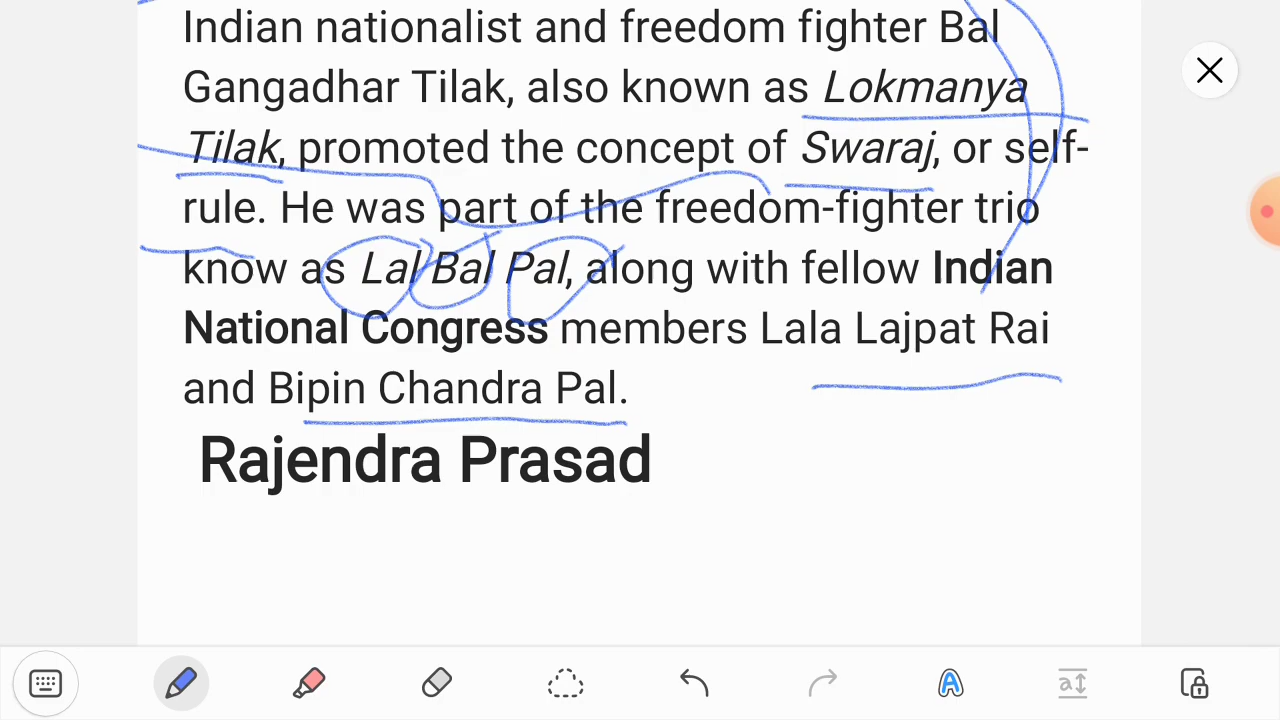 Indian nationalist and freedom fighter Bal
Gangadhar Tilak, also known as Lokmanya
Tilak, promoted the concept of Swaraj, or self-
rule. He was part of the freedom-fighter trio
know as Lal Bal Pal, along with fellow Indian
National Congress members Lala Lajpat Rai
and Bipin Chandra Pal.
Rajendra Prasad